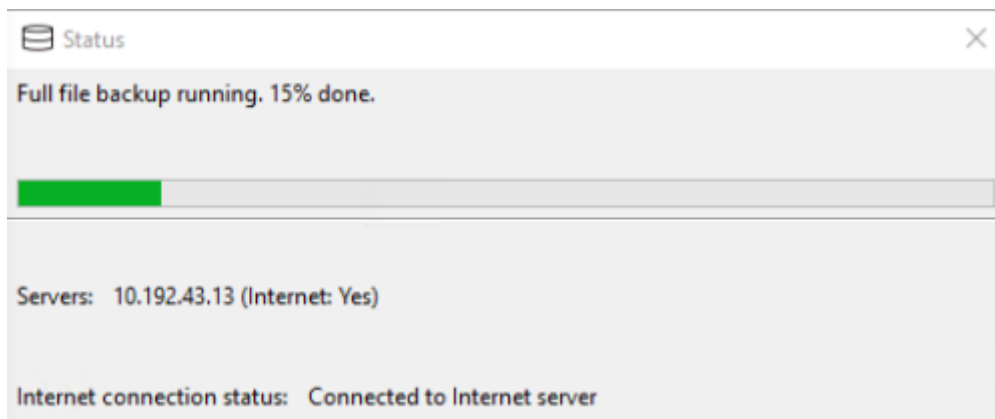 Status
Full file backup running. 15% done.
Servers: 10.192.43.13 (Internet: Yes)
Internet connection status: Connected to Internet server